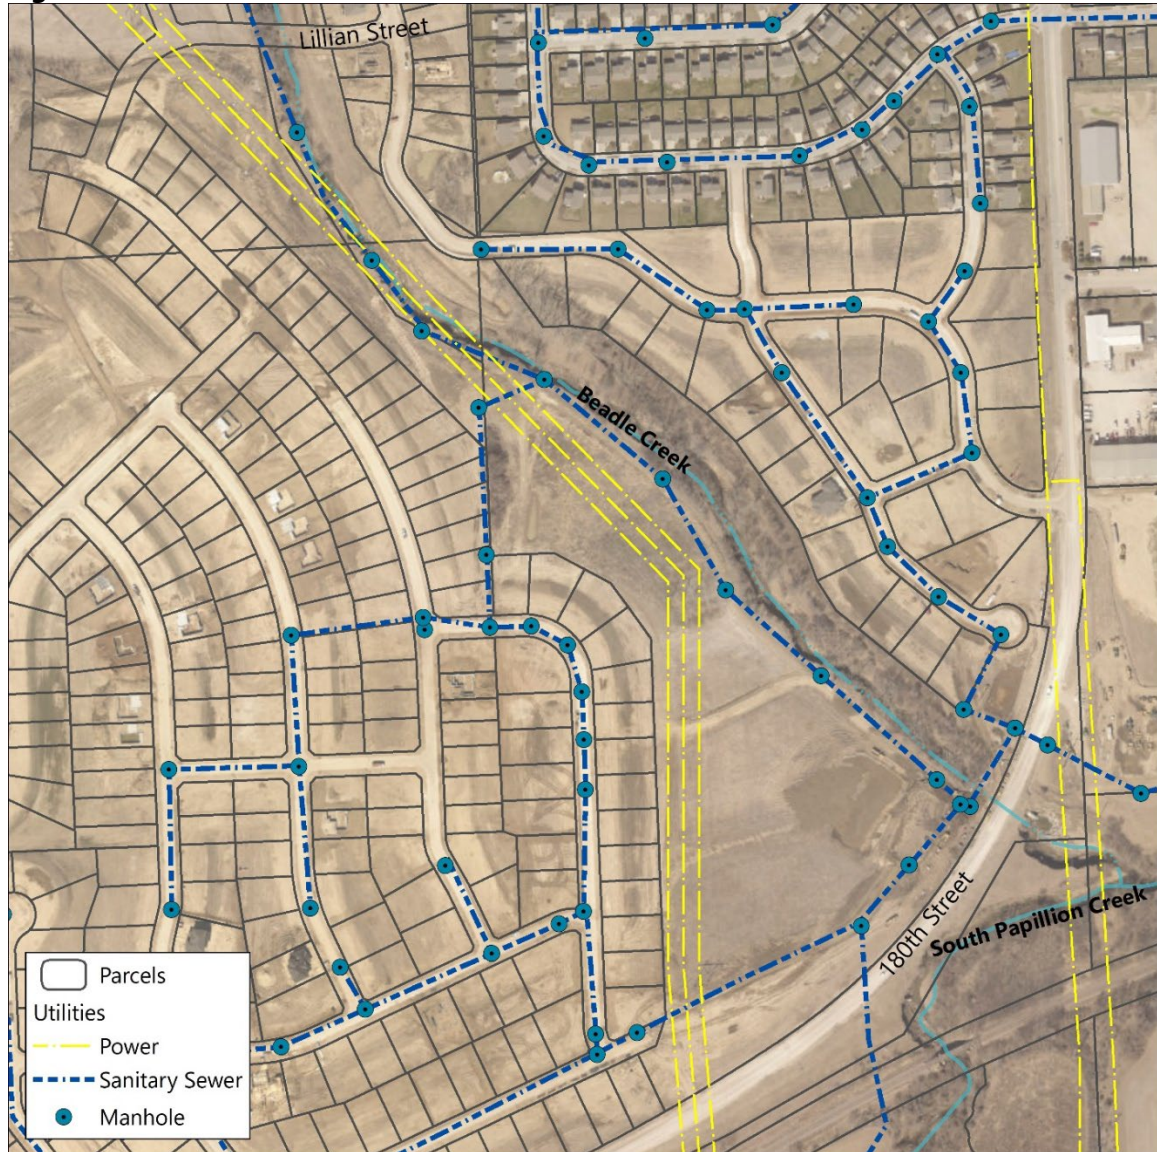 Lillian Street
Beadle Creek
180th Street
South Papillion Creek
Parcels
Utilities
Power
Sanitary Sewer
Manhole